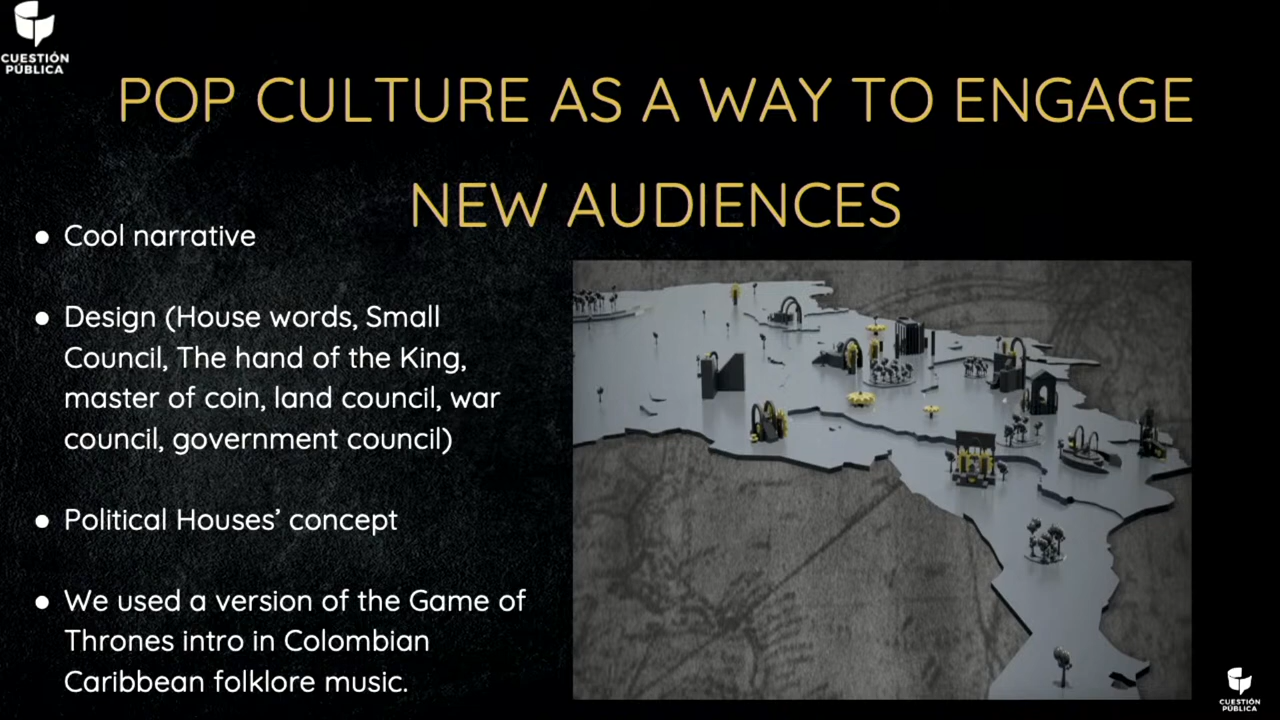 CUESTIÓN
PÚBLICA
POP CULTURE AS A WAY TO ENGAGE
NEW AUDIENCES
● Cool narrative
● Design (House words, Small
Council, The hand of the King,
master of coin, land council, war
council, government council)
● Political Houses’ concept
● We used a version of the Game of
Thrones intro in Colombian
Caribbean folklore music.
CUESTIÓN
PÚBLICA